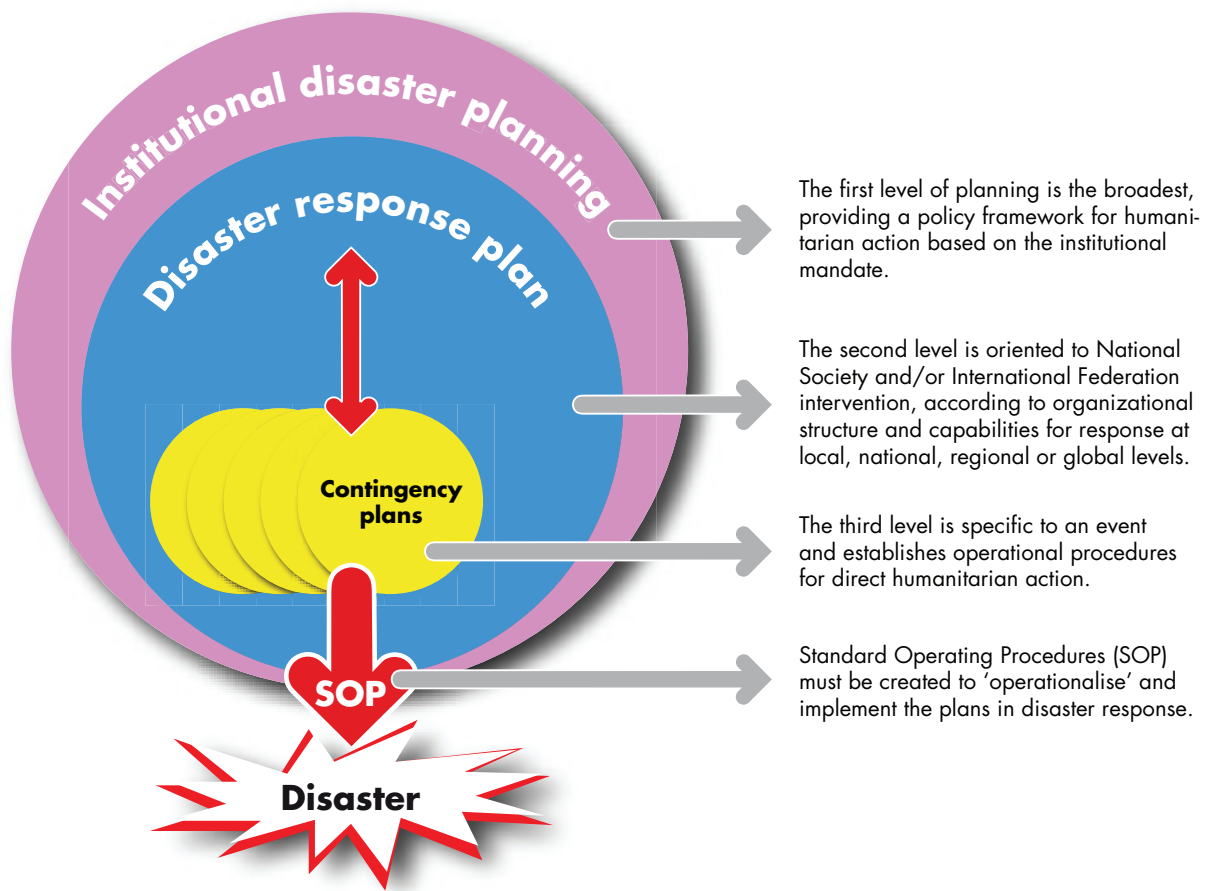 Institutional disaster planning
Disaster response plan
Contingency
plans
SOP
Disaster
The first level of planning is the broadest,
providing a policy framework for humani-
tarian action based on the institutional
mandate.
The second level is oriented to National
Society and/or International Federation
intervention, according to organizational
structure and capabilities for response at
local, national, regional or global levels.
The third level is specific to an event
and establishes operational procedures
for direct humanitarian action.
Standard Operating Procedures (SOP)
must be created to ‘operationalise’ and
implement the plans in disaster response.